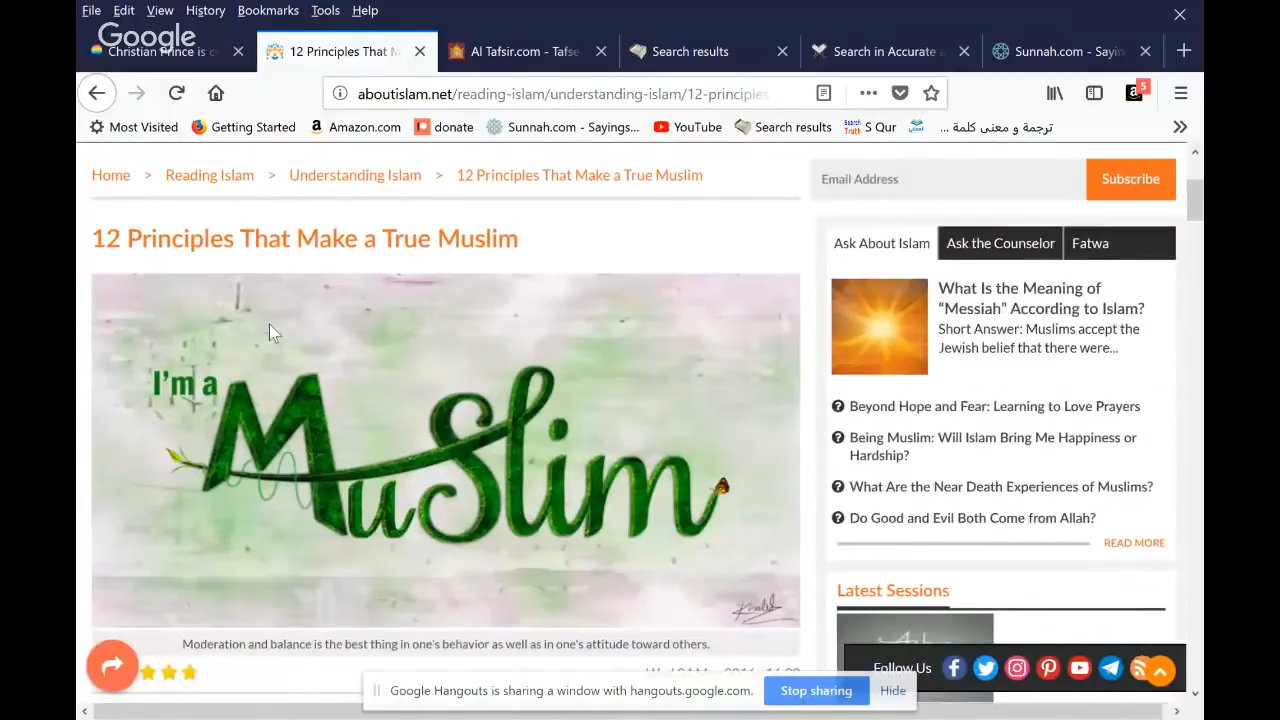 File Edit View History Bookmarks Tools Help
Google
Christian Prince is c
12 Principles That M
Al Tafsir.com - Tafse
Search results
Search in Accurate
Sunnah.com - Sayin
aboutislam.net/reading-islam/understanding-islam/12-principles
5
Most Visited
Getting Started
Amazon.com
donate
Sunnah.com - Sayings...
YouTube
Search results
S Qur
ترجمة و معنى كلمة ...
Home > Reading Islam > Understanding Islam > 12 Principles That Make a True Muslim
Email Address
Subscribe
12 Principles That Make a True Muslim
I'm a
Muslim
Moderation and balance is the best thing in one's behavior as well as in one's attitude toward others.
Ask About Islam
Ask the Counselor
Fatwa
What Is the Meaning of
“Messiah” According to Islam?
Short Answer: Muslims accept the
Jewish belief that there were...
Beyond Hope and Fear: Learning to Love Prayers
Being Muslim: Will Islam Bring Me Happiness or
Hardship?
What Are the Near Death Experiences of Muslims?
Do Good and Evil Both Come from Allah?
READ MORE
Latest Sessions
Follow Us
Google Hangouts is sharing a window with hangouts.google.com.
Stop sharing
Hide